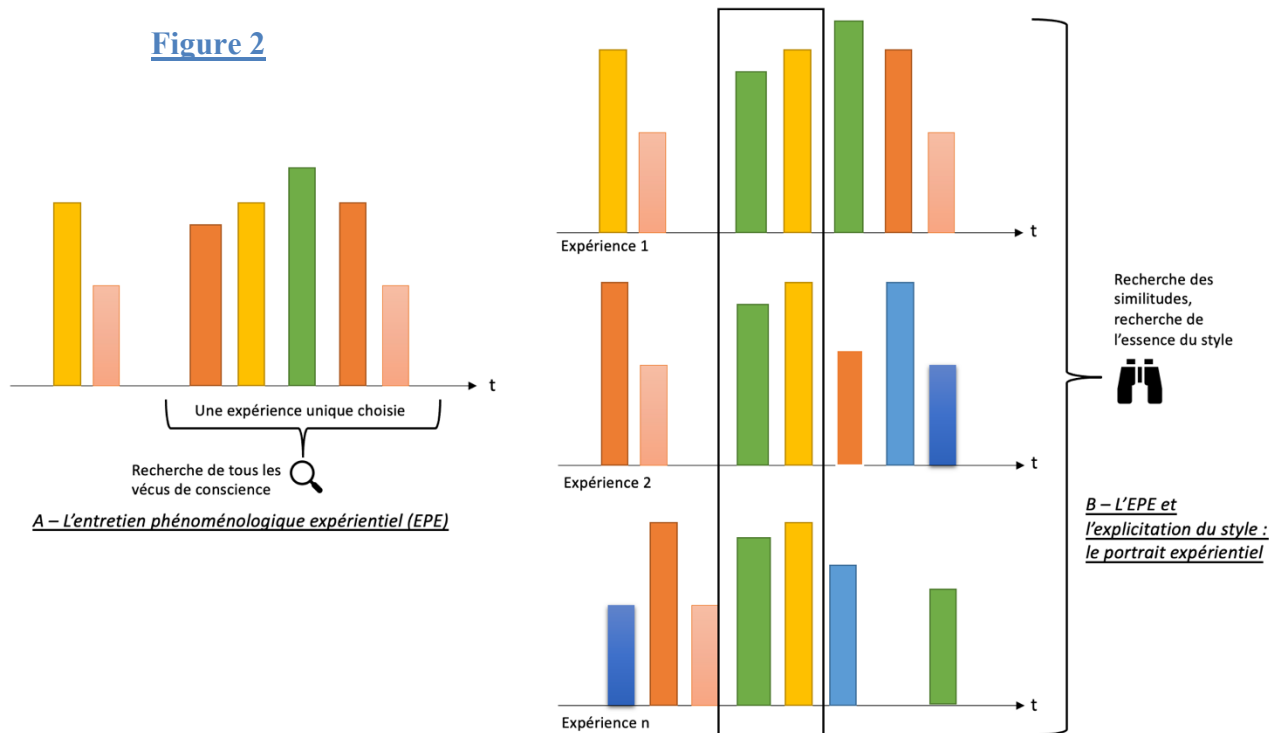 Figure 2
t
Une expérience unique choisie
Recherche de tous les
vécus de conscience
A – L'entretien phénoménologique expérientiel (EPE)
t
Expérience 1
t
Expérience 2
t
Expérience n
Recherche des
similitudes,
recherche de
l'essence du style
B – L'EPE et
l'explicitation du style :
le portrait expérientiel